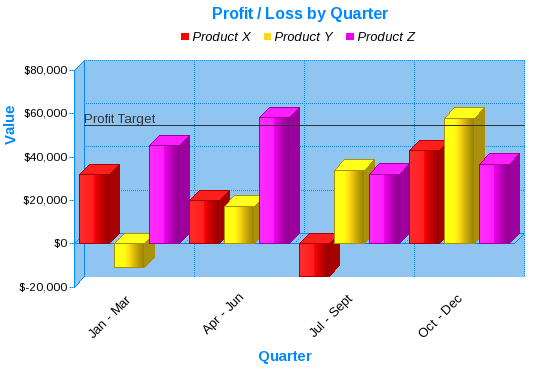 Profit / Loss by Quarter
Product X Product Y Product Z
$80,000
$60,000
Profit Target
$40,000
$20,000
$0
$-20,000
Value
Jan - Mar Apr - Jun Jul - Sept Oct - Dec
Quarter